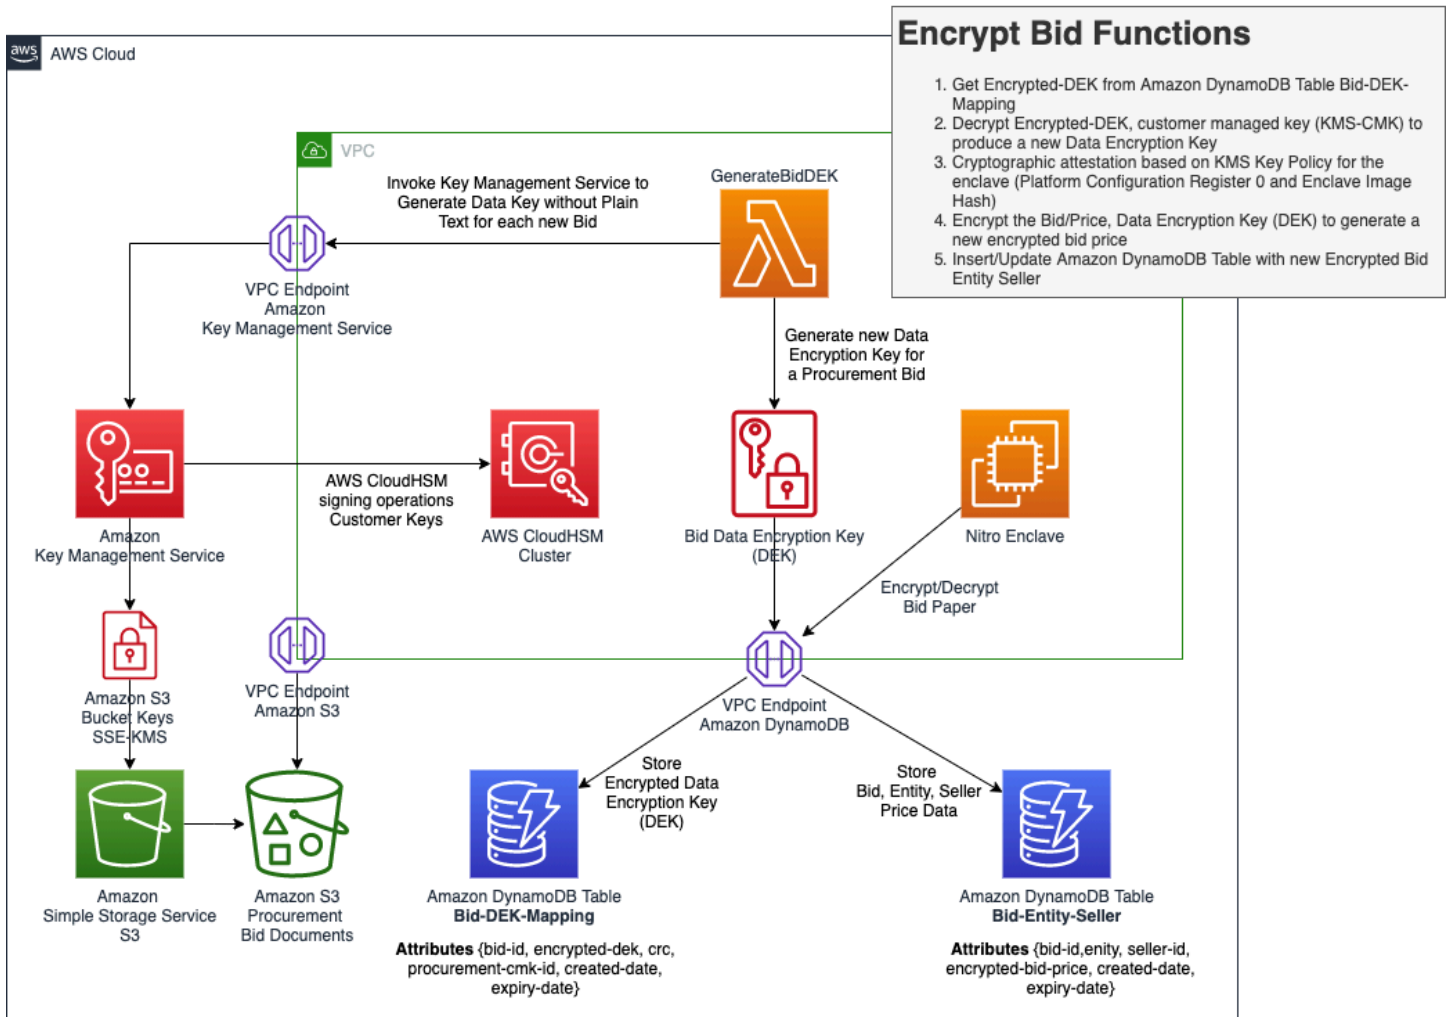 Encrypt Bid Functions
1. Get Encrypted-DEK from Amazon DynamoDB Table Bid-DEK-
Mapping
2. Decrypt Encrypted-DEK, customer managed key (KMS-CMK) to
produce a new Data Encryption Key
3. Cryptographic attestation based on KMS Key Policy for the
enclave (Platform Configuration Register 0 and Enclave Image
Hash)
4. Encrypt the Bid/Price, Data Encryption Key (DEK) to generate a
new encrypted bid price
5. Insert/Update Amazon DynamoDB Table with new Encrypted Bid
Entity Seller
aws
AWS Cloud
VPC
Invoke Key Management Service to
Generate Data Key without Plain
Text for each new Bid
GenerateBidDEK
VPC Endpoint
Amazon
Key Management Service
Generate new Data
Encryption Key for
a Procurement Bid
AWS CloudHSM
signing operations
Customer Keys
Amazon
Key Management Service
AWS CloudHSM
Cluster
Bid Data Encryption Key
(DEK)
Nitro Enclave
Encrypt/Decrypt
Bid Paper
Amazon S3
Bucket Keys
SSE-KMS
VPC Endpoint
Amazon S3
VPC Endpoint
Amazon DynamoDB
Store
Encrypted Data
Encryption Key
(DEK)
Store
Bid, Entity, Seller
Price Data
Amazon
Simple Storage Service
S3
Amazon S3
Procurement
Bid Documents
Amazon DynamoDB Table
Bid-DEK-Mapping
Attributes {bid-id, encrypted-dek, crc,
procurement-cmk-id, created-date,
expiry-date}
Amazon DynamoDB Table
Bid-Entity-Seller
Attributes {bid-id,enity, seller-id,
encrypted-bid-price, created-date,
expiry-date}